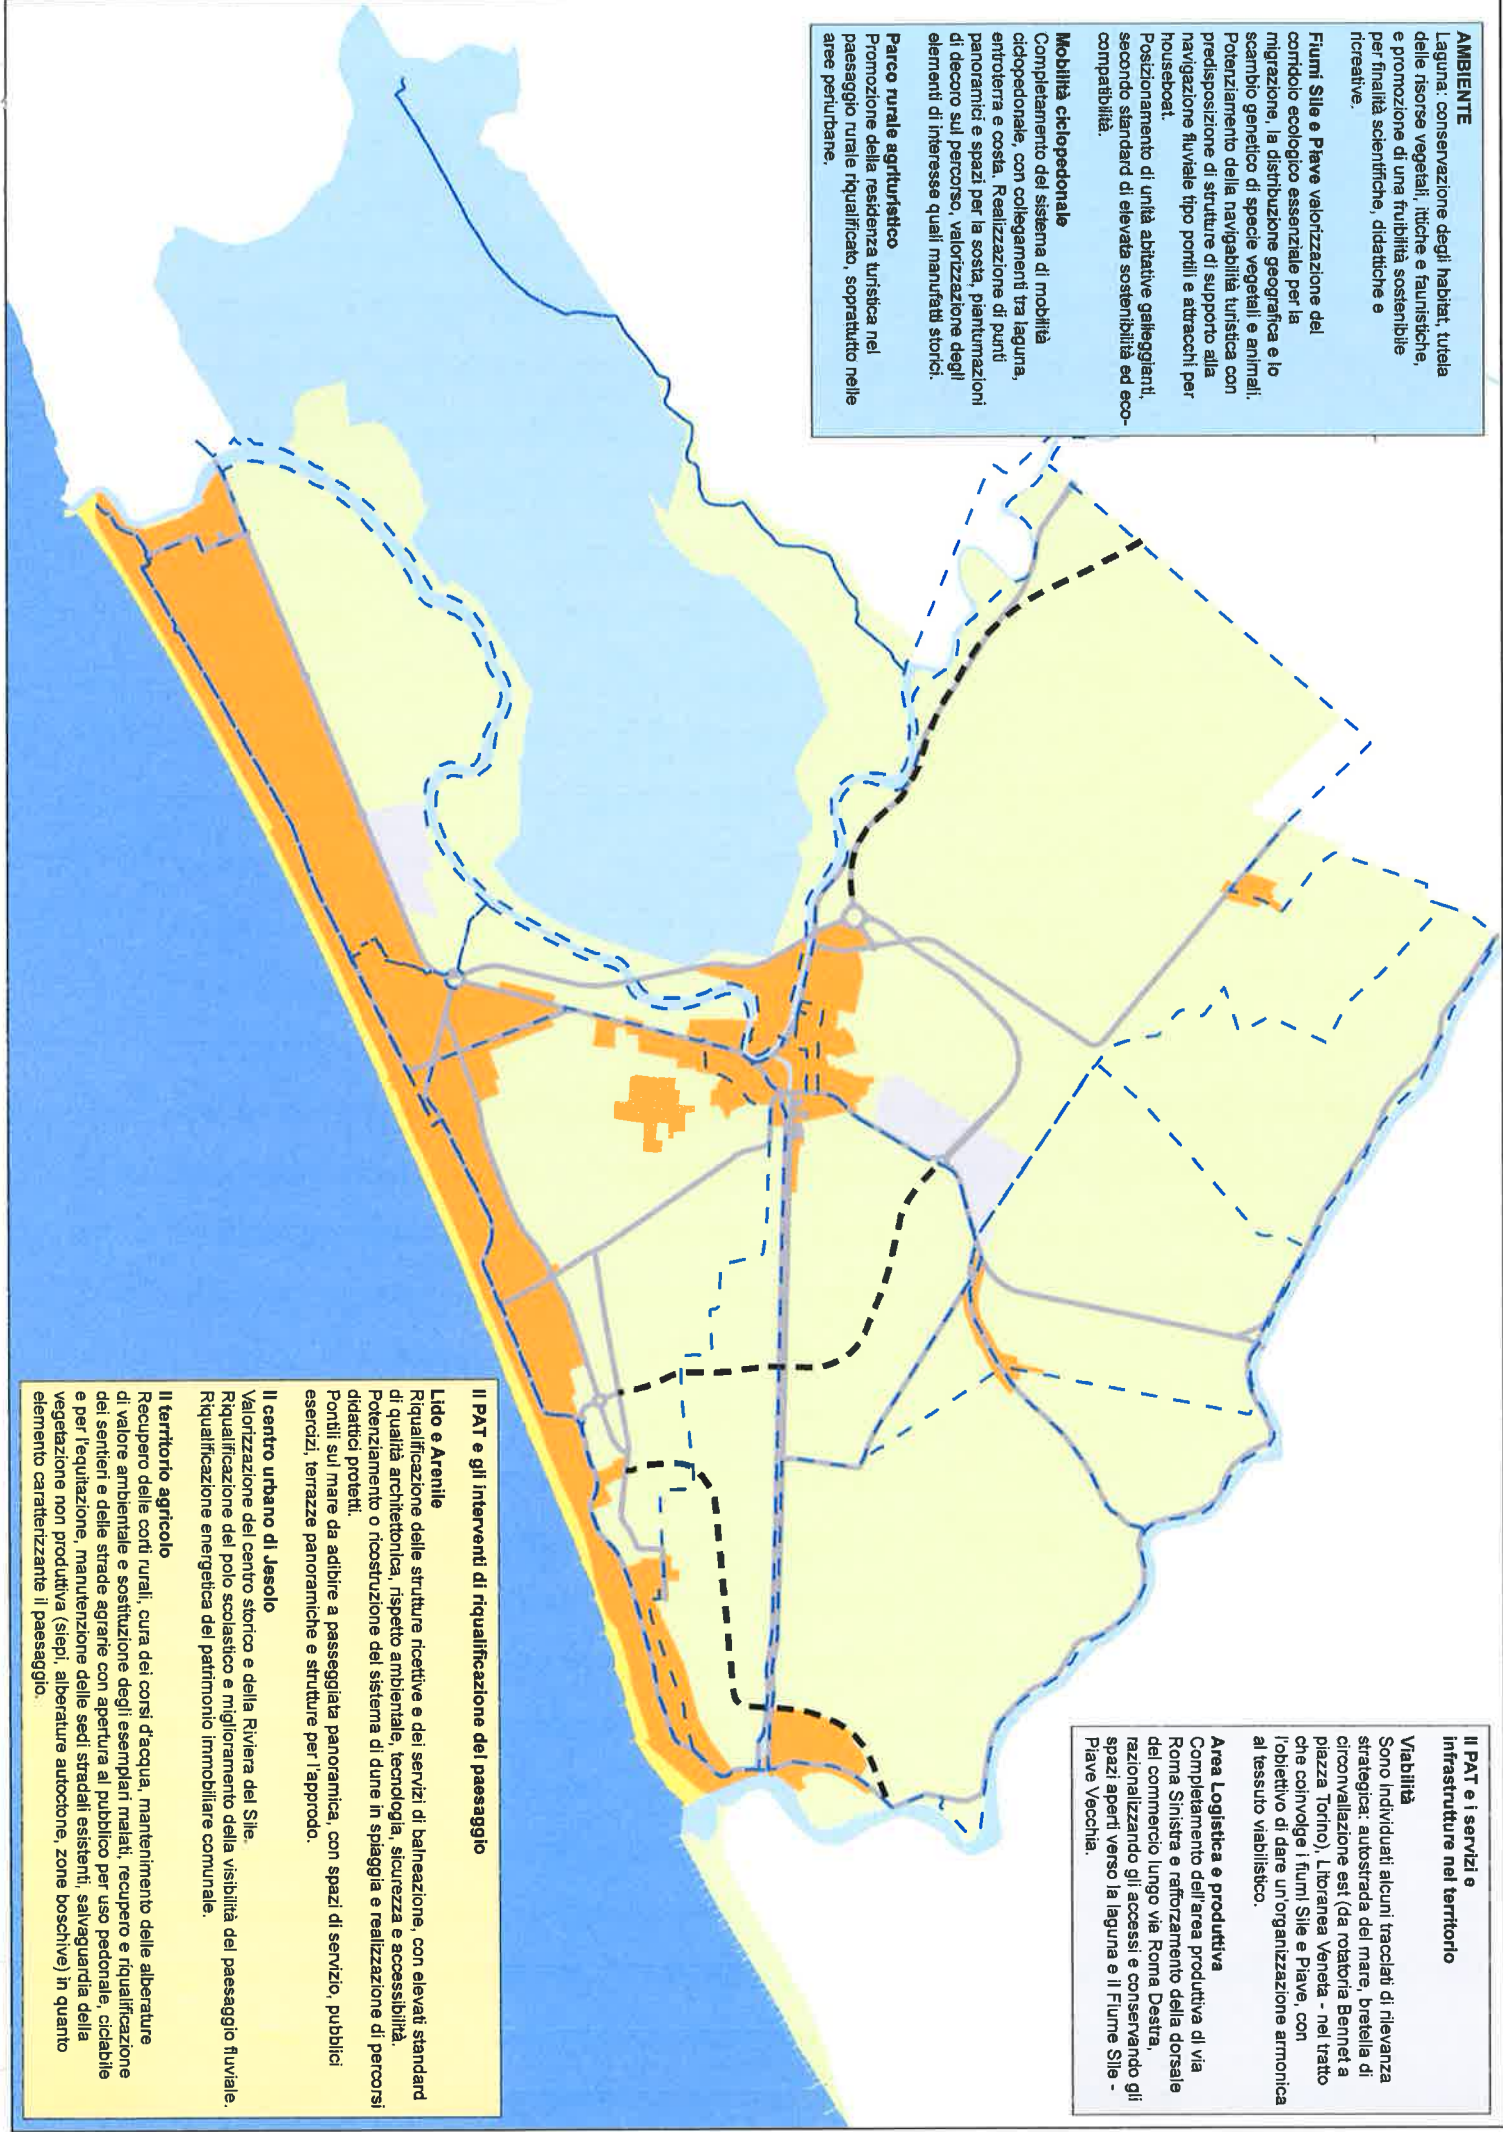 AMBIENTE
Laguna: conservazione degli habitat, tutela
delle risorse vegetali, ittiche e faunistiche,
e promozione di una fruibilità sostenibile
per finalità scientifiche, didattiche e
ricreative.
Fiumi Sile e Piave valorizzazione del
corridoio ecologico essenziale per la
migrazione, la distribuzione geografica e lo
scambio genetico di specie vegetali e animali.
Potenziamento della navigabilità turistica con
predisposizione di strutture di supporto alla
navigazione fluviale tipo pontili e attracchi per
houseboat.
Posizionamento di unità abitative galleggianti,
secondo standard di elevata sostenibilità ed eco-
compatibilità.
Mobilità ciclopedonale
Completamento del sistema di mobilità
ciclopedonale, con collegamenti tra laguna,
entroterra e costa. Realizzazione di punti
panoramici e spazi per la sosta, piantumazioni
di decoro sul percorso, valorizzazione degli
elementi di interesse quali manufatti storici.
Parco rurale agrituristico
Promozione della residenza turistica nel
paesaggio rurale riqualificato, soprattutto nelle
aree periurbane.
Il PAT e i servizi e
infrastrutture nel territorio
Viabilità
Sono individuati alcuni tracciati di rilevanza
strategica: autostrada del mare, bretella di
circonvallazione est (da rotatoria Bennet a
piazza Torino), Litoranea Veneta - nel tratto
che coinvolge i fiumi Sile e Piave, con
l'obiettivo di dare un'organizzazione armonica
al tessuto viabilistico.
Area Logistica e produttiva
Completamento dell'area produttiva di via
Roma Sinistra e rafforzamento della dorsale
del commercio lungo via Roma Destra,
razionalizzando gli accessi e conservando gli
spazi aperti verso la laguna e il Fiume Sile -
Piave Vecchia.
Il PAT e gli interventi di riqualificazione del paesaggio
Lido e Arenile
Riqualificazione delle strutture ricettive e dei servizi di balneazione, con elevati standard
di qualità architettonica, rispetto ambientale, tecnologia, sicurezza e accessibilità.
Potenziamento o ricostruzione del sistema di dune in spiaggia e realizzazione di percorsi
didattici protetti.
Pontili sul mare da adibire a passeggiata panoramica, con spazi di servizio, pubblici
esercizi, terrazze panoramiche e strutture per l'approdo.
Il centro urbano di Jesolo
Valorizzazione del centro storico e della Riviera del Sile.
Riqualificazione del polo scolastico e miglioramento della visibilità del paesaggio fluviale.
Riqualificazione energetica del patrimonio immobiliare comunale.
Il territorio agricolo
Recupero delle corti rurali, cura dei corsi d'acqua, mantenimento delle alberature
di valore ambientale e sostituzione degli esemplari malati, recupero e riqualificazione
dei sentieri e delle strade agrarie con apertura al pubblico per uso pedonale, ciclabile
e per l'equitazione, manutenzione delle sedi stradali esistenti, salvaguardia della
vegetazione non produttiva (siepi, alberature autoctone, zone boschive) in quanto
elemento caratterizzante il paesaggio.